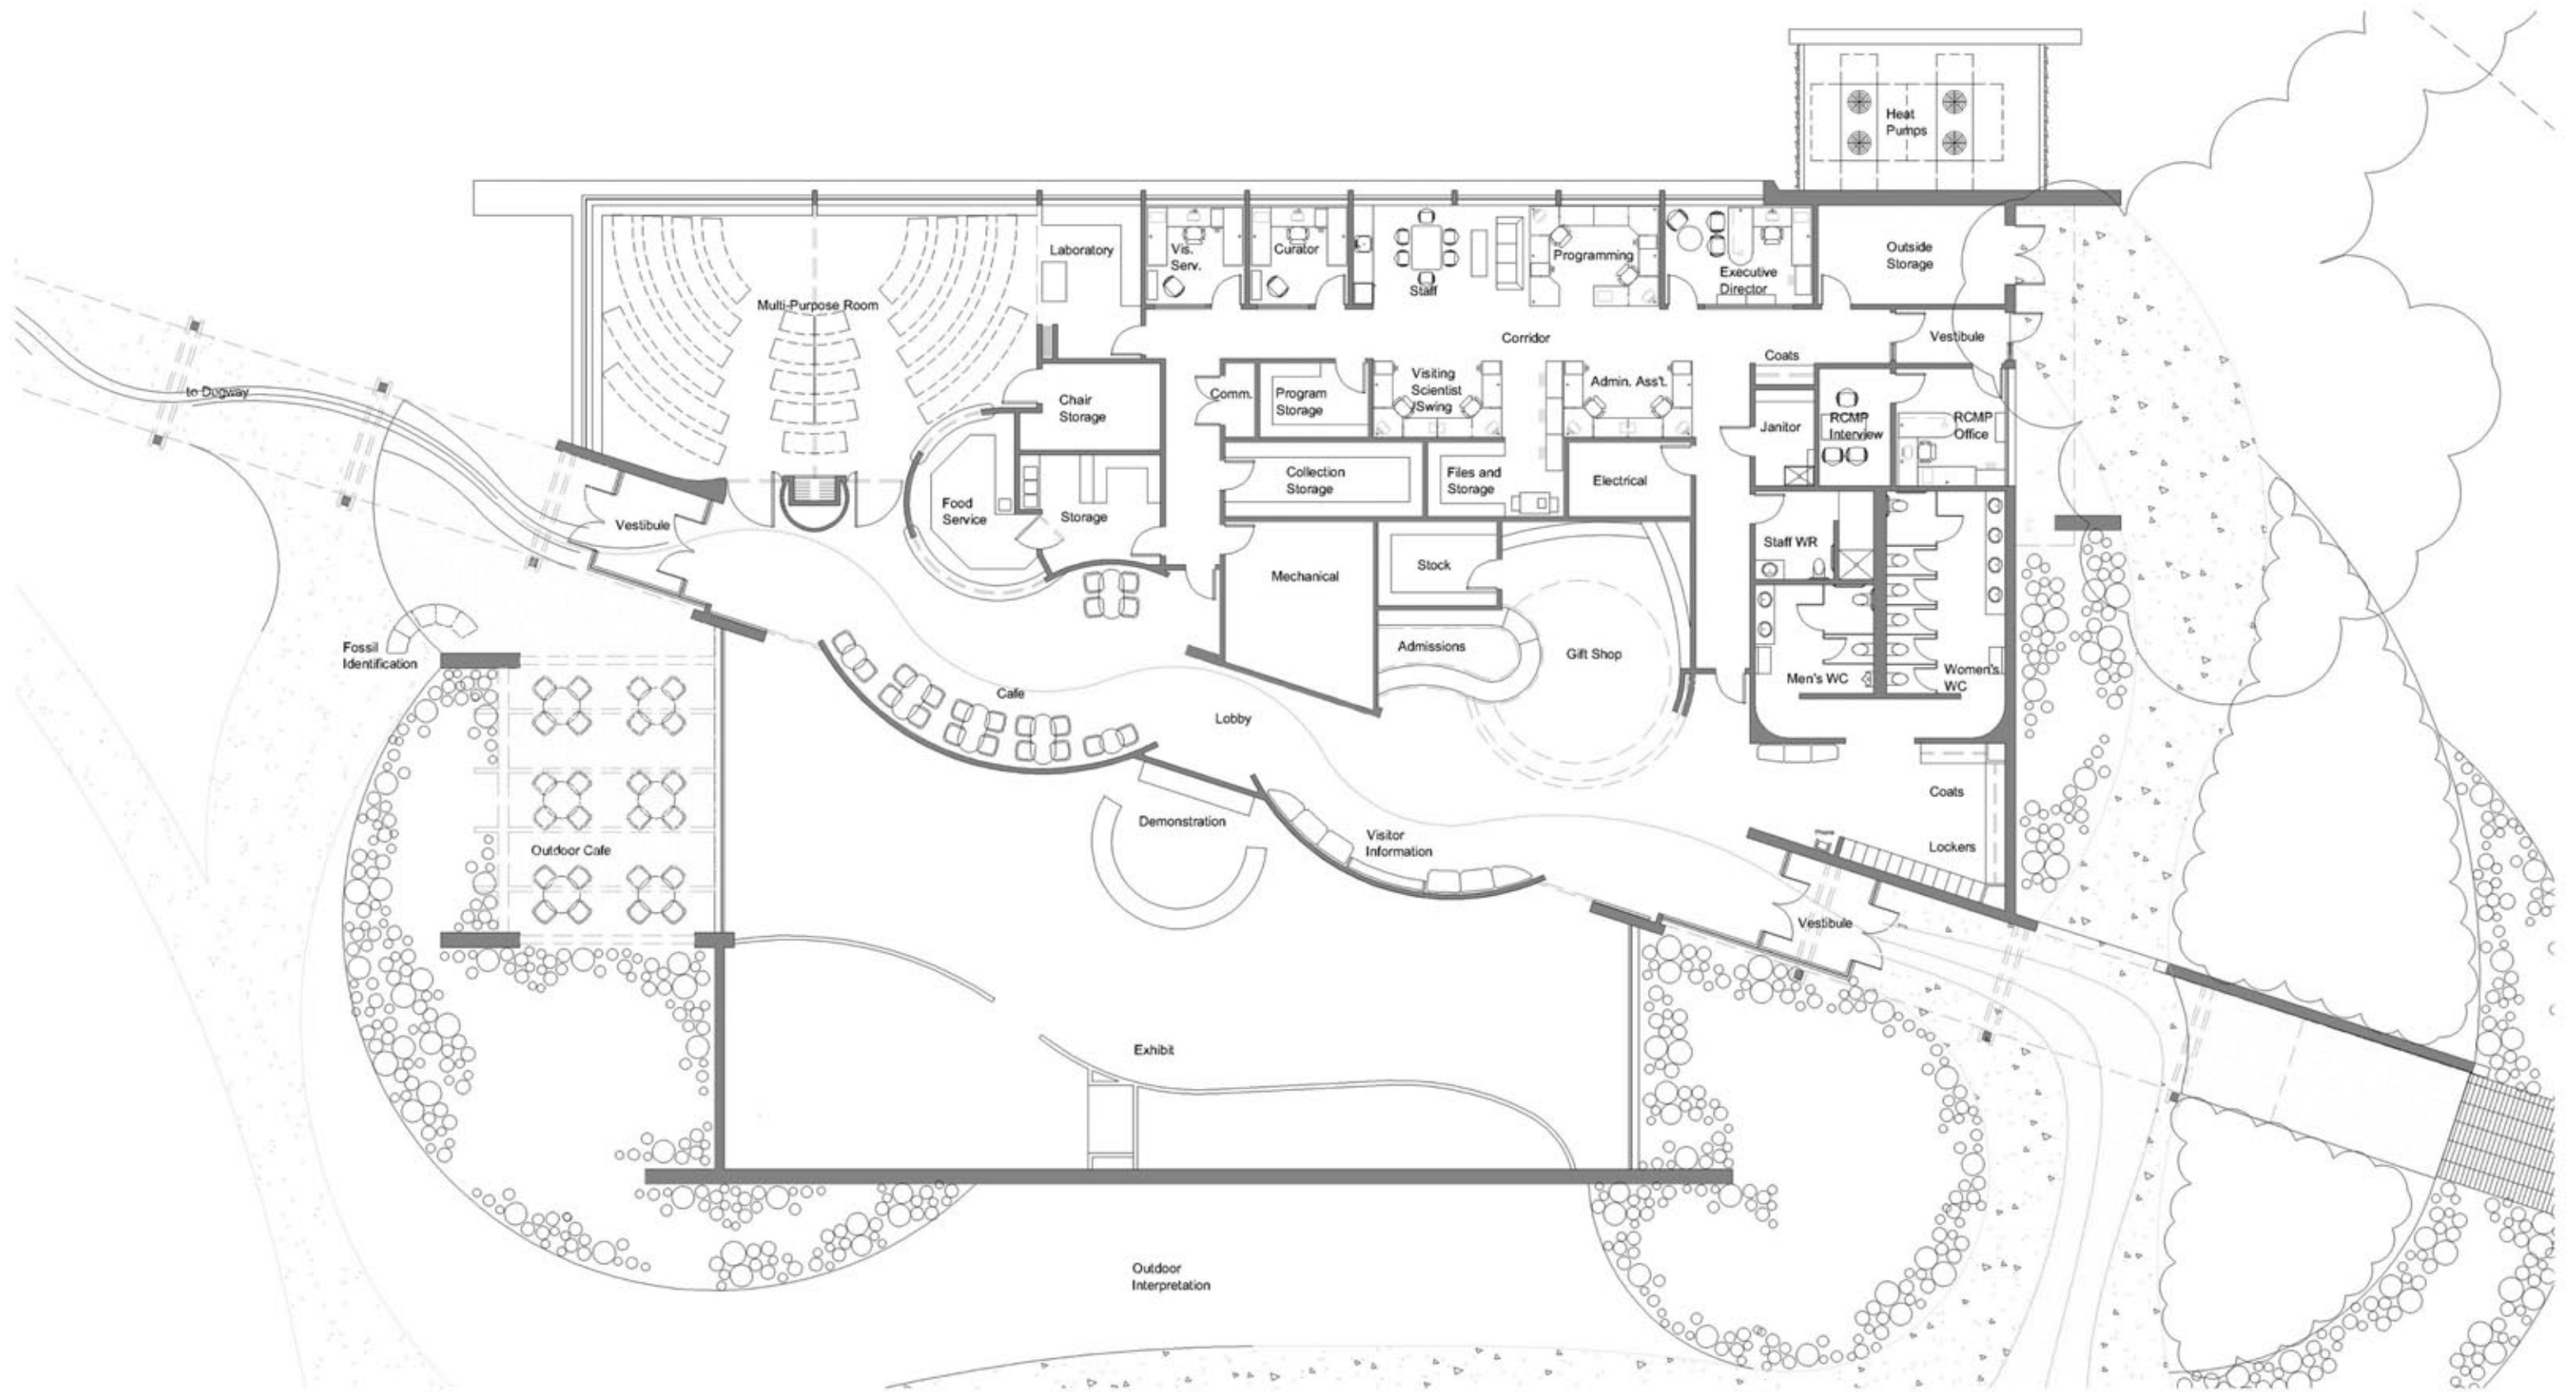 Heat
Pumps
Laboratory
Vis.
Serv.
Curator
Staff
Programming
Executive
Director
Outside
Storage
Multi-Purpose Room
Corridor
Vestibule
to Dugway
Coats
Chair
Storage
Comm.
Program
Storage
Visiting
Scientist
/Swing
Admin. Ass't.
Janitor
RCMP
Interview
RCMP
Office
Collection
Storage
Files and
Storage
Electrical
Food
Service
Storage
Vestibule
Staff WR
Mechanical
Stock
Fossil
Identification
Admissions
Gift Shop
Men's WC
Women's
WC
Cafe
Lobby
Coats
Demonstration
Visitor
Information
Phone
Lockers
Outdoor Cafe
Vestibule
Exhibit
Outdoor
Interpretation